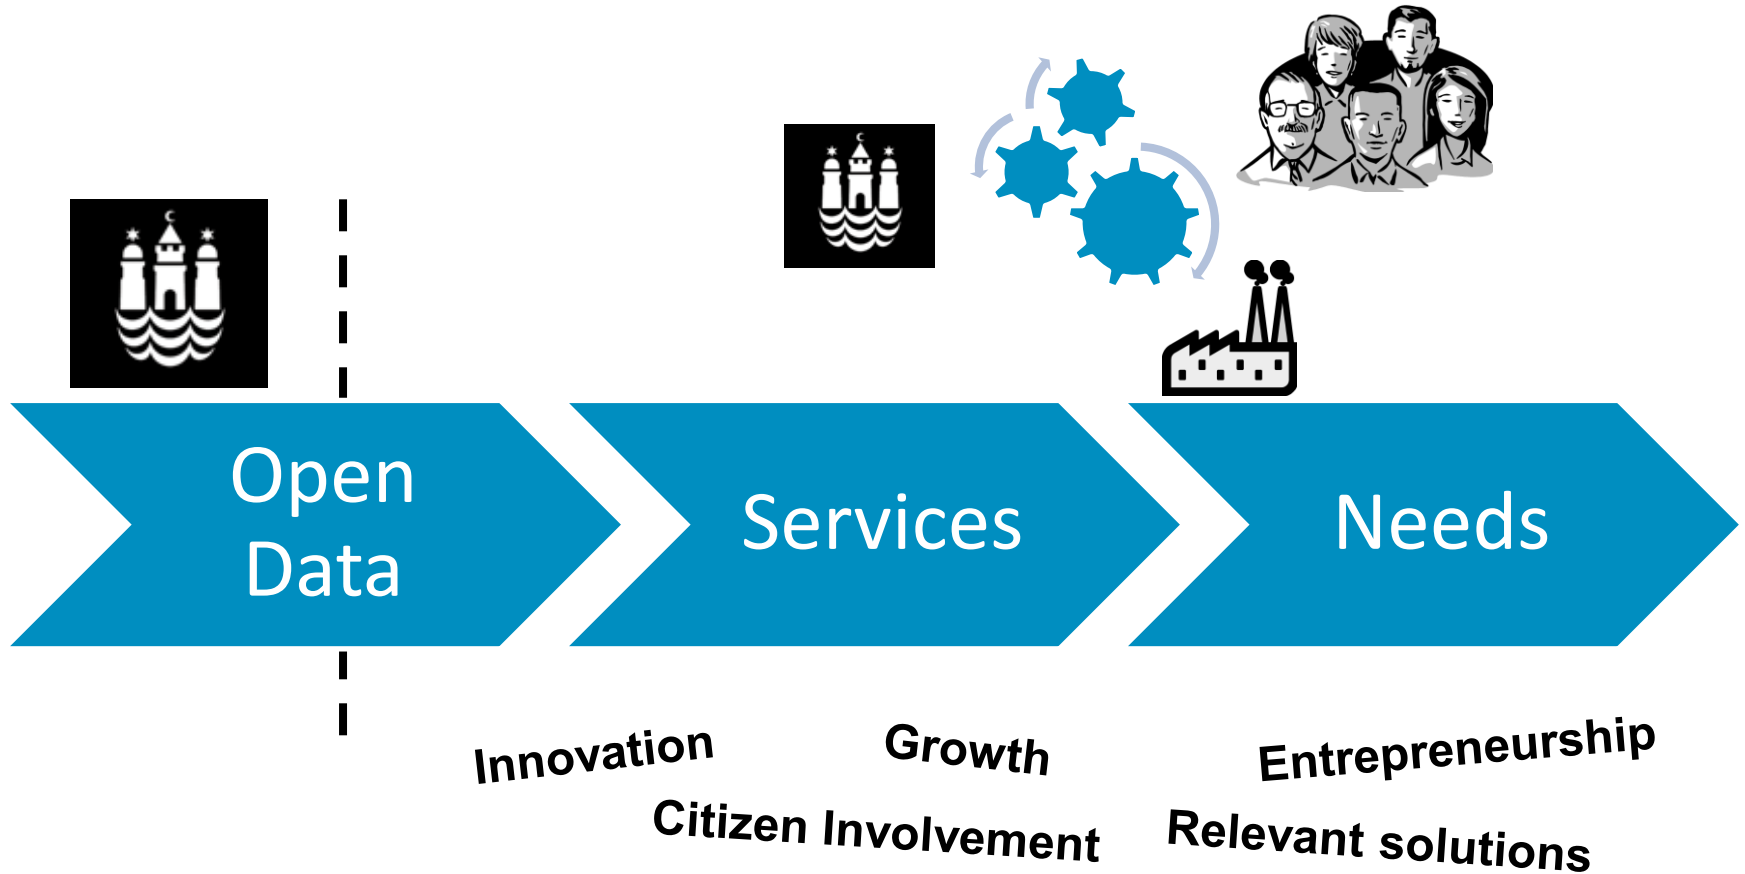 Open
Data
Services
Needs
Innovation
Growth
Entrepreneurship
Citizen Involvement
Relevant solutions